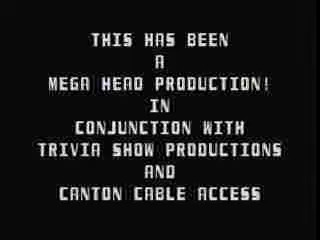 THIS HAS BEEN
A
MEGA HEAD PRODUCTION!
IN
CONJUNCTION WITH
TRIVIA SHOW PRODUCTIONS
AND
CANTON CABLE ACCESS